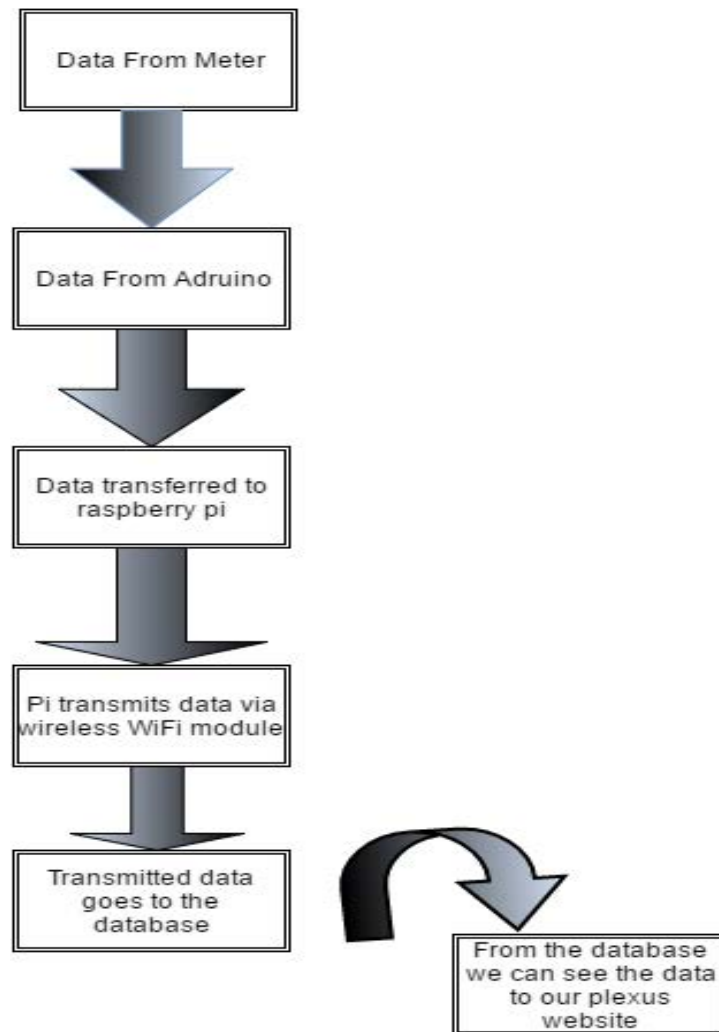 Data From Meter
Data From Adruino
Data transferred to
raspberry pi
Pi transmits data via
wireless WiFi module
Transmitted data
goes to the
database
From the database
we can see the data
to our plexus
website